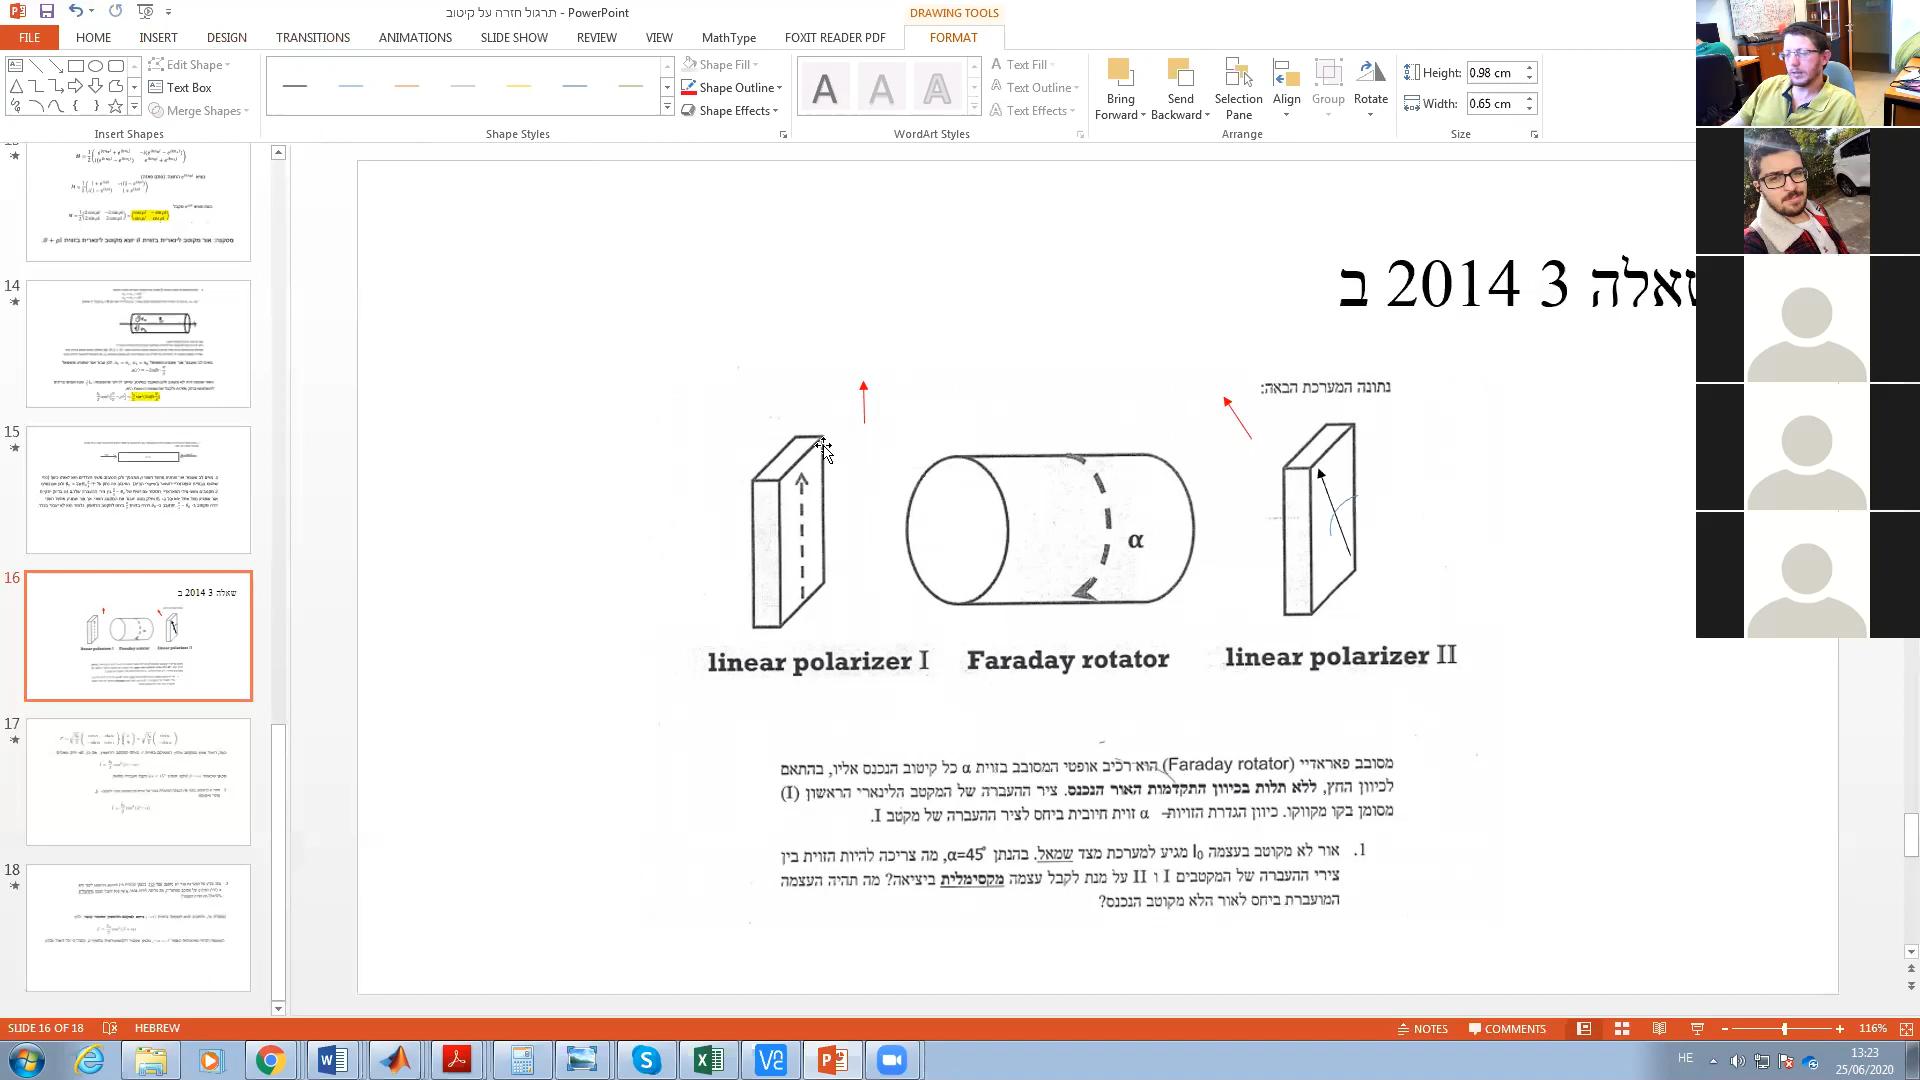 תרגול חזרה על קיטוב - PowerPoint
DRAWING TOOLS
FILE
HOME
INSERT
DESIGN
TRANSITIONS
ANIMATIONS
SLIDE SHOW
REVIEW
VIEW
MathType
FOXIT READER PDF
FORMAT
Edit Shape
Text Box
Merge Shapes
Insert Shapes
Shape Fill
Shape Outline
Shape Effects
Shape Styles
A A A
Text Fill
Text Outline
Text Effects
WordArt Styles
Bring Forward
Send Backward
Selection Pane
Align
Group
Rotate
Arrange
Height: 0.98 cm
Width: 0.65 cm
Size
14
15
16
שאלה 3 2014 ב
17
18
שאלה 3 2014 ב
נתונה המערכת הבאה:
α
linear polarizer I
Faraday rotator
linear polarizer II
מסובב פאראדיי (Faraday rotator) הוא רכיב אופטי המסובב בזוית α כל קיטוב הנכנס אליו, בהתאם
לכיוון החץ, ללא תלות בכיוון התקדמות האור הנכנס. ציר ההעברה של המקטב הלינארי הראשון (I)
מסומן בקו מקווקו. כיוון הגדרת הזויות- α זוית חיובית ביחס לציר ההעברה של מקטב I.
1. אור לא מקוטב בעצמה I0 מגיע למערכת מצד שמאל. בהנתן α=45°, מה צריכה להיות הזוית בין
צירי ההעברה של המקטבים I ו II על מנת לקבל עצמה מקסימלית ביציאה? מה תהיה העצמה
המועברת ביחס לאור הלא מקוטב הנכנס?
SLIDE 16 OF 18
HEBREW
NOTES
COMMENTS
116%
HE
13:23
25/06/2020